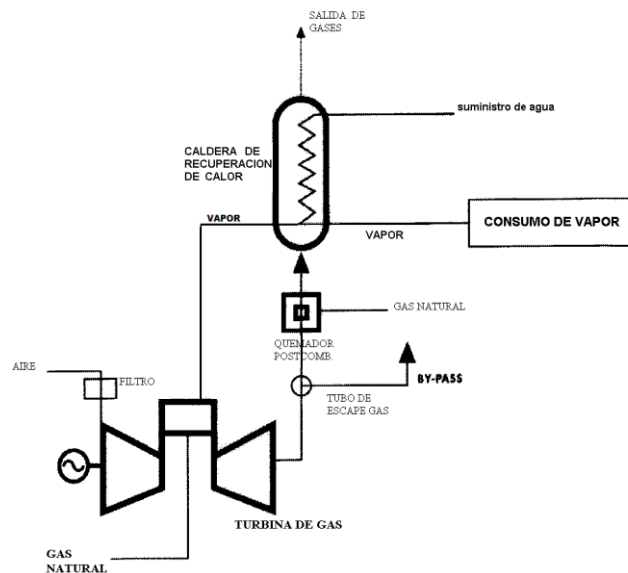 SALIDA DE
GASES
suministro de agua
CALDERA DE
RECUPERACION
DE CALOR
VAPOR
VAPOR
CONSUMO DE VAPOR
GAS NATURAL
QUEMADOR
POSTCOMB.
AIRE
FILTRO
BY-PASS
TUBO DE
ESCAPE GAS
TURBINA DE GAS
GAS
NATURAL